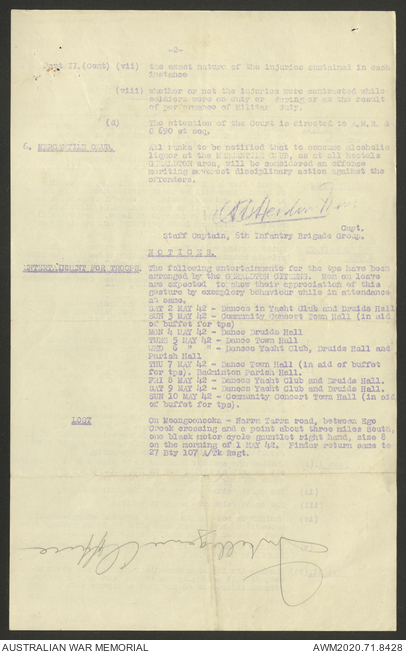 -2-
Part II.(Cont) (vii) the exact nature of the injuries sustained in each
instance
(viii) whether or not the injuries were contracted while
soldiers were on duty or during or as the result
of performance of Military duty.
(d) The attention of the Court is directed to A.M.R. &
O 690 et seq.
6. MERCANTILE CLUB. All ranks to be notified that to consume alcoholic
liquor at the MERCANTILE CLUB, as at all hostels
area, will be considered an offence
meriting severest disciplinary action against the
offenders.
Capt.
Staff Captain, 5th Infantry Brigade Group.
NOTICES.
ENTERTAINMENT FOR TROOPS. The following entertainments for the tps have been
arranged by the CITIZENS. Men on leave
are expected to show their appreciation of this
gesture by exemplary behaviour while in attendance
at same.
SAT 2 MAY 42 - Dances in Yacht Club and Druids Hall
SUN 3 MAY 42 - Community Concert Town Hall (in aid
of buffet for tps)
MON 4 MAY 42 - Dance Druids Hall
TUES 5 MAY 42 - Dance Town Hall
WED 6 " " - Dances Yacht Club, Druids Hall and
Parish Hall
THU 7 MAY 42 - Dance Town Hall (in aid of buffet
for tps). Badminton Parish Hall.
FRI 8 MAY 42 - Dances Yacht Club and Druids Hall.
SAT 9 MAY 42 - Dances Yacht Club and Druids Hall.
SUN 10 MAY 42 - Community Concert Town Hall (in aid
of buffet for tps).
LOST On Meongoonooka - Harra Tarra road, between Ego
Creek crossing and a point about three miles South,
one black motor cycle gauntlet right hand, size 8
on the morning of 1 MAY 42. Finder return same to
27 Bty 107 A/Tk Regt.
Intelligence Office
AUSTRALIAN WAR MEMORIAL AWM2020.71.8428